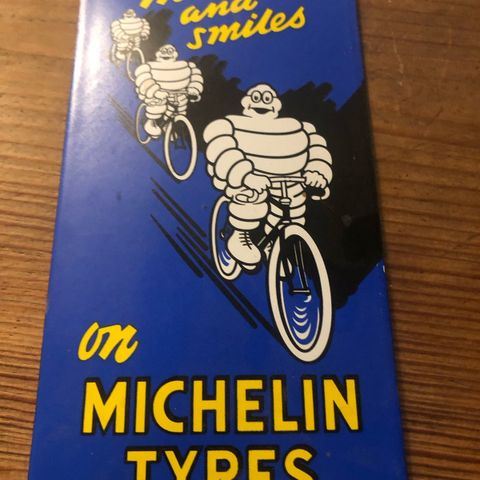 and
smiles
on
MICHELIN
TYRES